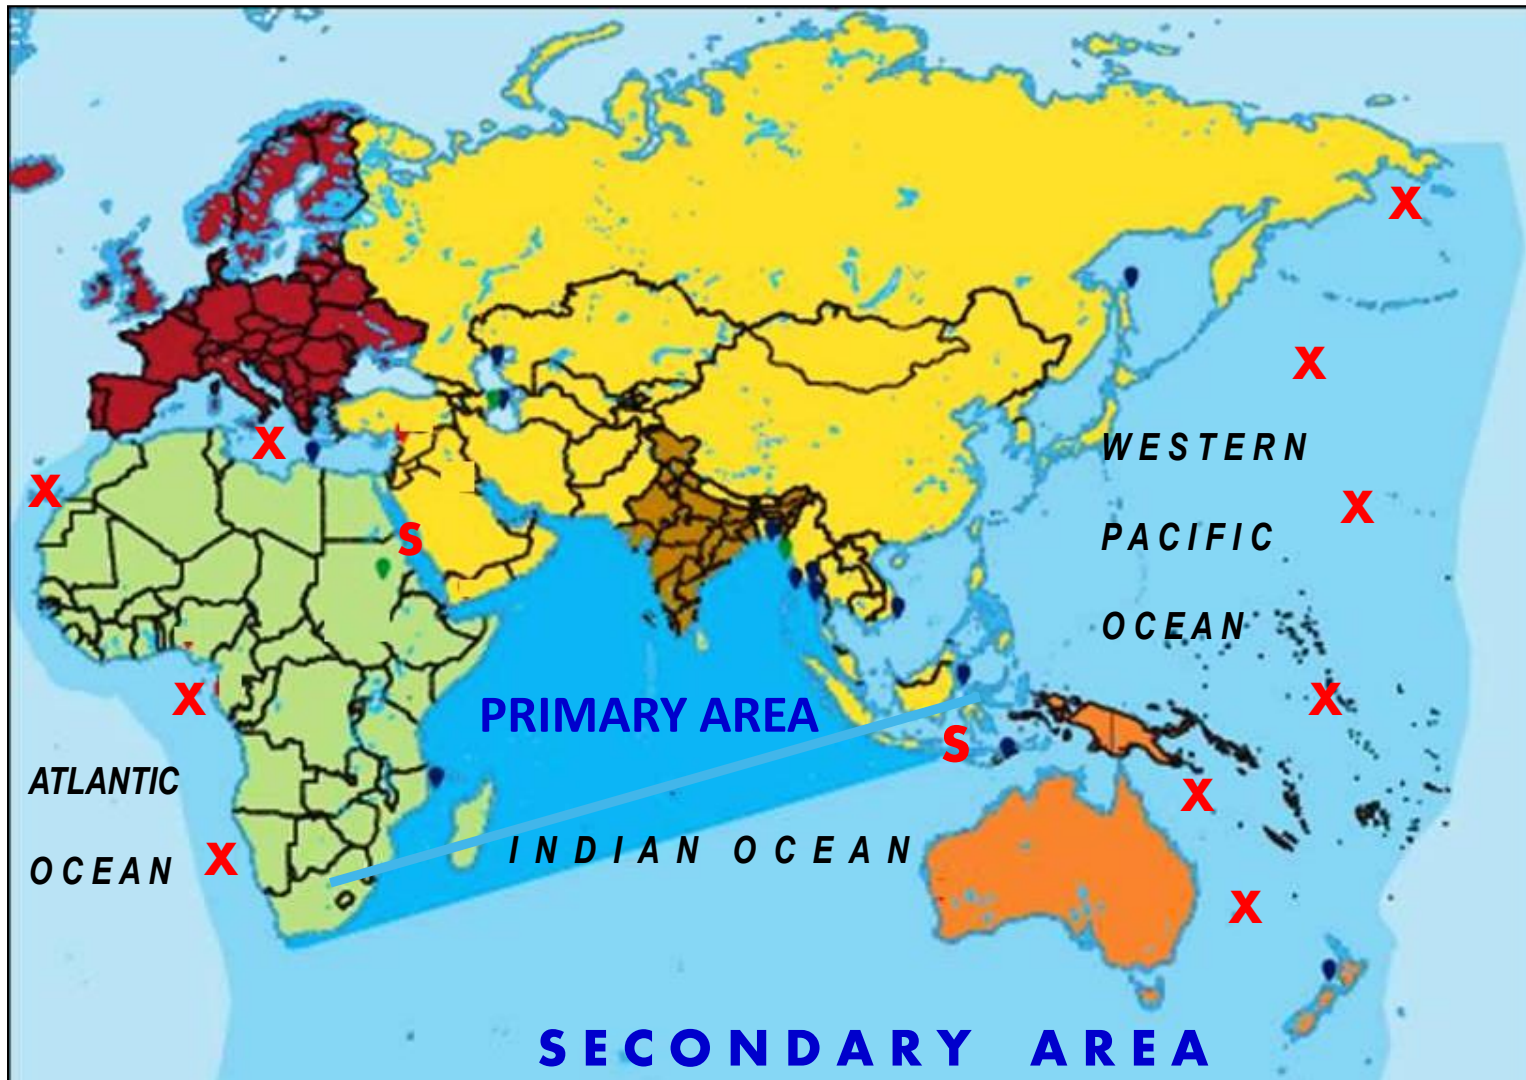 X
X
WESTERN
X
X
X
PACIFIC
S
OCEAN
X
X
PRIMARY AREA
S
ATLANTIC
X
INDIAN OCEAN
OCEAN
X
X
SECONDARY AREA